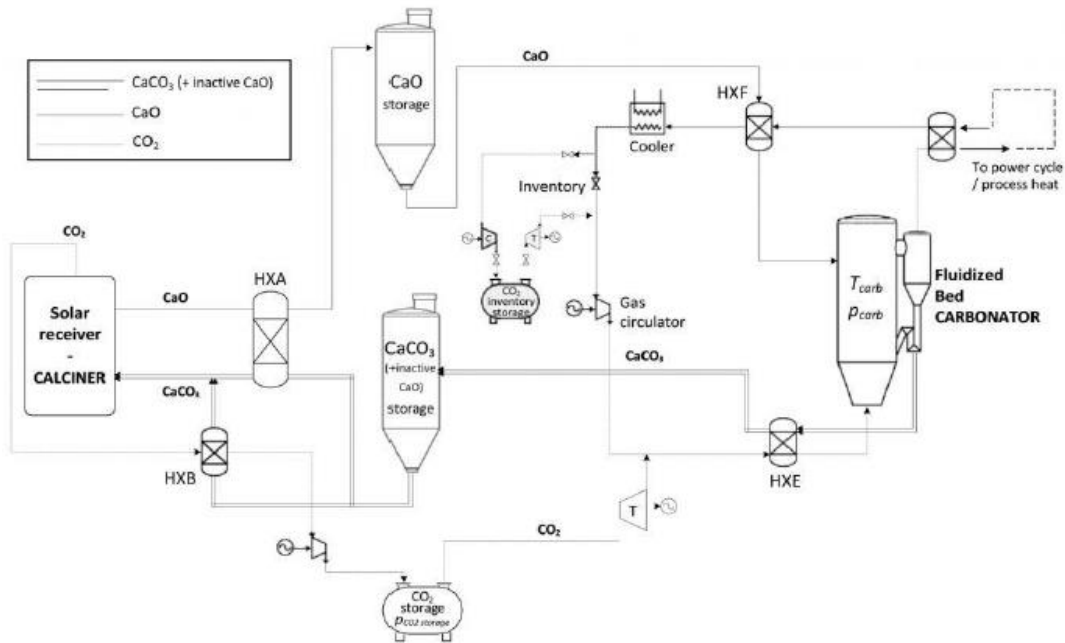 CaCO₃ (+ inactive CaO)
CaO
CO₂
CaO
storage
CaO
HXF
Cooler
To power cycle
/ process heat
Inventory
C
T
CO₂
inventory
storage
Gas
circulator
T_carb
p_carb
Fluidized
Bed
CARBONATOR
CO₂
Solar
receiver
-
CALCINER
CaO
HXA
CaCO₃
CaCO₃
(+inactive
CaO)
storage
CaCO₃
HXB
HXE
T
CO₂
CO₂
storage
p_CO2 storage